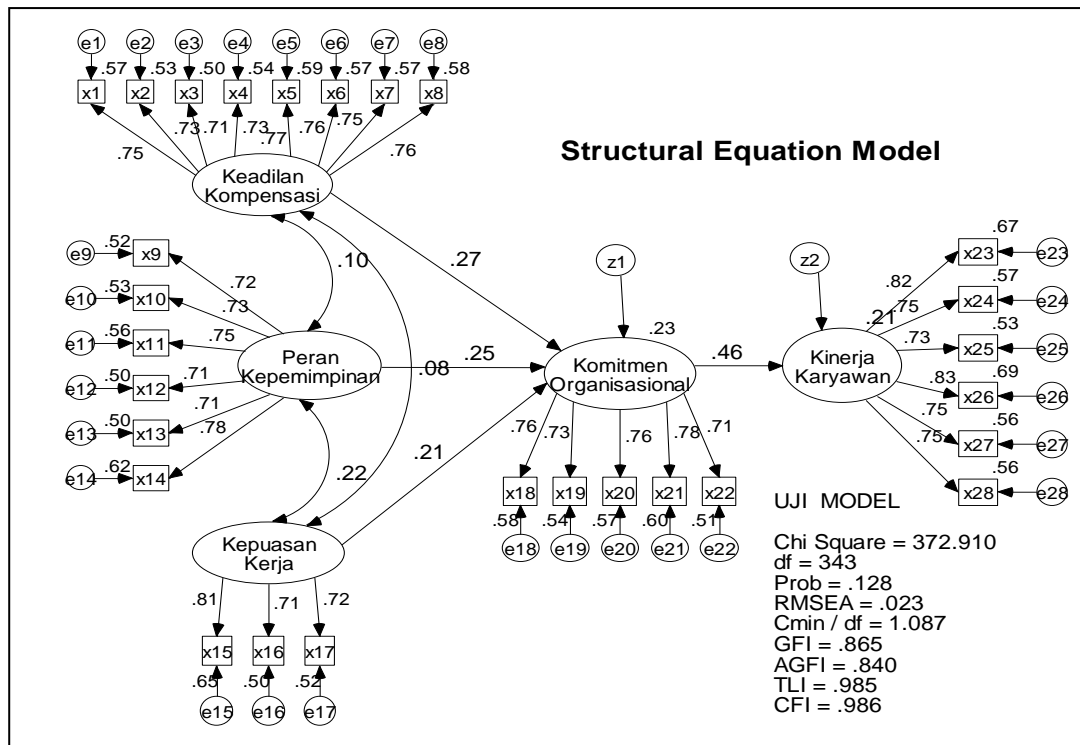 e1 e2 e3 e4 e5 e6 e7 e8
.57 .53 .50 .54 .59 .57 .57 .58
x1 x2 x3 x4 x5 x6 x7 x8
.75 .73 .71 .73 .77 .76 .75 .76
Structural Equation Model
Keadilan
Kompensasi
e9 .52 x9 .72
e10 .53 x10 .73
e11 .56 x11 .75
e12 .50 x12 .71
e13 .50 x13 .71
e14 .62 x14 .78
Peran
Kepemimpinan
.10
.08
.22
.27
.25
.21
Kepuasan
Kerja
.81 .71 .72
x15 x16 x17
.65 .50 .52
e15 e16 e17
z1
.23
Komitmen
Organisasional
.76 .73 .76 .78 .71
x18 x19 x20 x21 x22
.58 .54 .57 .60 .51
e18 e19 e20 e21 e22
.46
z2
.21
Kinerja
Karyawan
.82 .67 x23 e23
.75 .57 x24 e24
.73 .53 x25 e25
.83 .69 x26 e26
.75 .56 x27 e27
.75 .56 x28 e28
UJI MODEL
Chi Square = 372.910
df = 343
Prob = .128
RMSEA = .023
Cmin / df = 1.087
GFI = .865
AGFI = .840
TLI = .985
CFI = .986